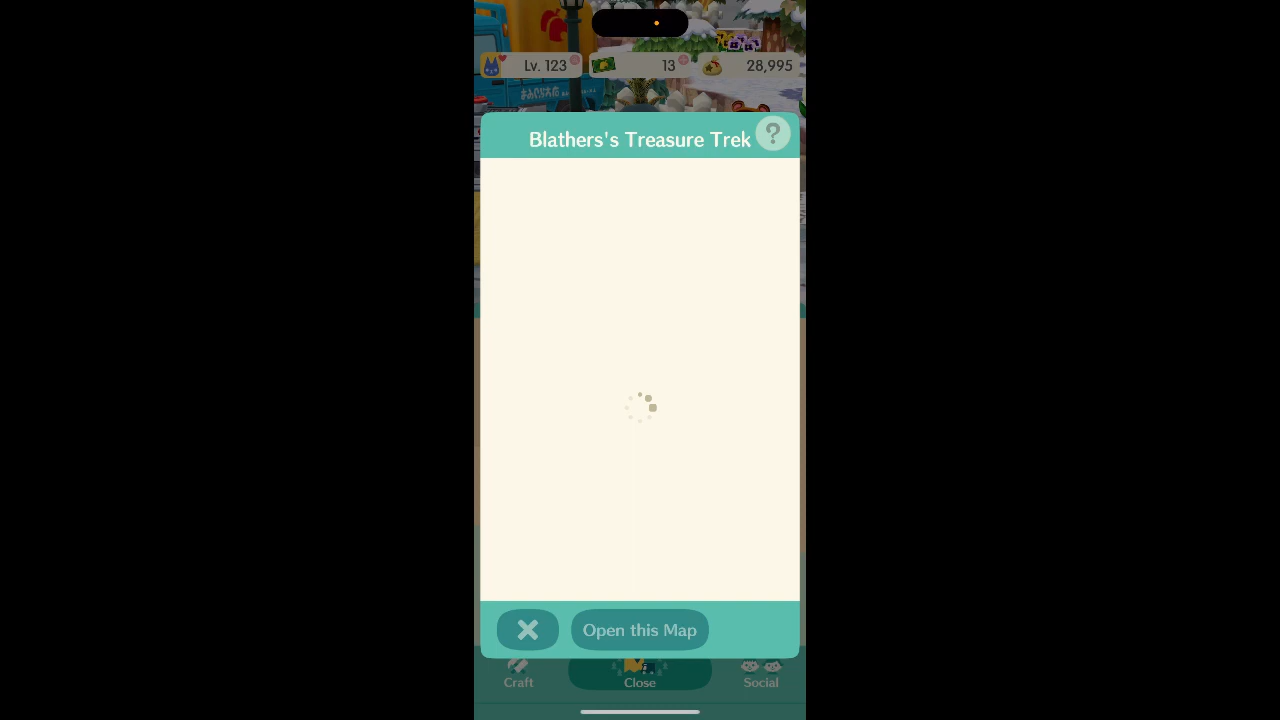 Lv. 123
13
28,995
Blathers's Treasure Trek
?
Open this Map
Craft
Close
Social